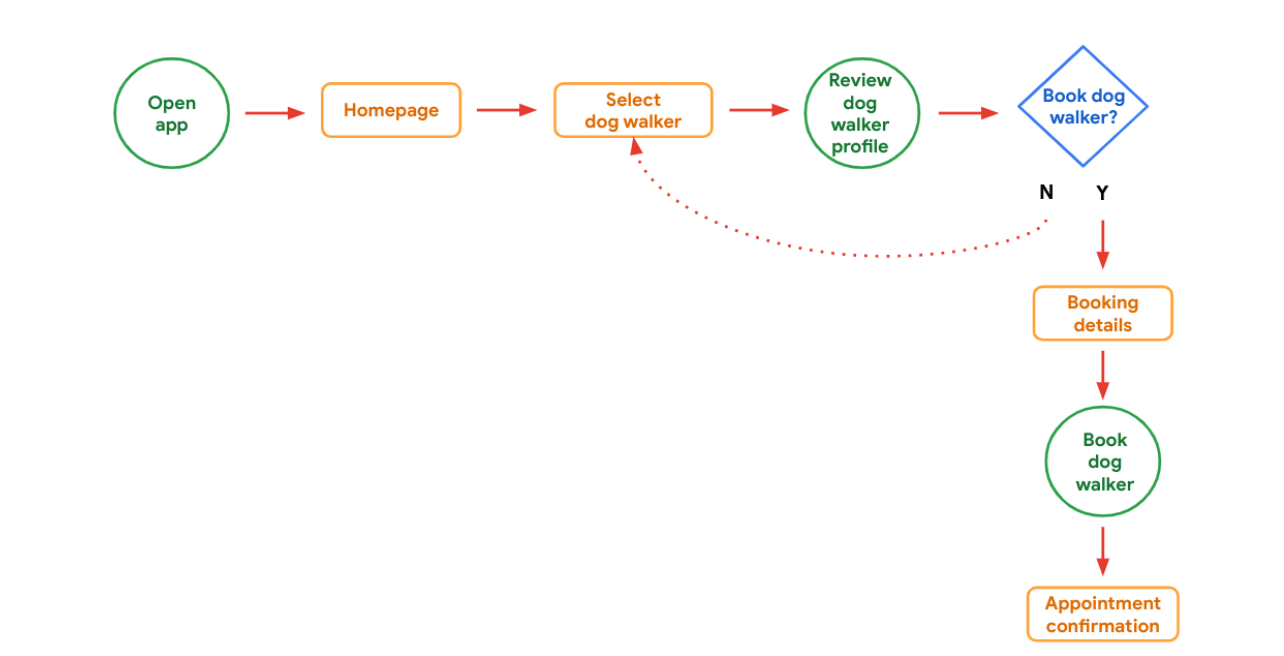 Open
app
Homepage
Select
dog walker
Review
dog
walker
profile
Book dog
walker?
N
Y
Booking
details
Book
dog
walker
Appointment
confirmation